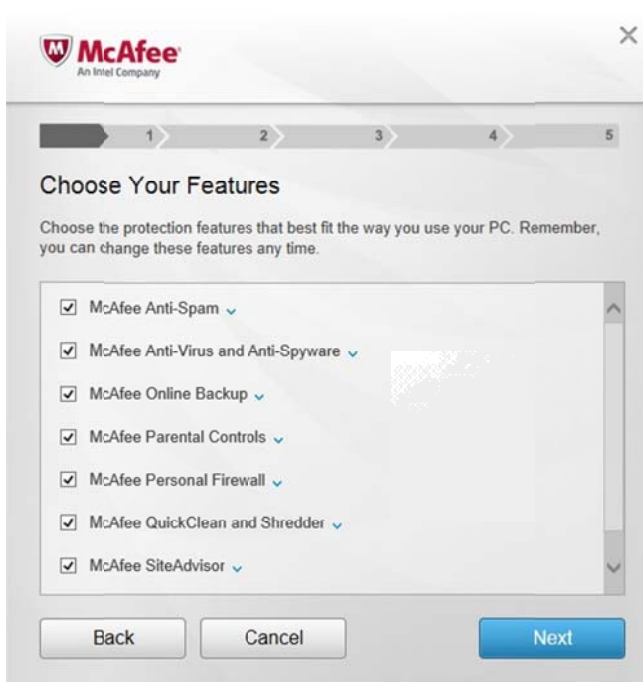 McAfee
An Intel Company
1 2 3 4 5
Choose Your Features
Choose the protection features that best fit the way you use your PC. Remember,
you can change these features any time.
McAfee Anti-Spam
McAfee Anti-Virus and Anti-Spyware
McAfee Online Backup
McAfee Parental Controls
McAfee Personal Firewall
McAfee QuickClean and Shredder
McAfee SiteAdvisor
Back Cancel Next